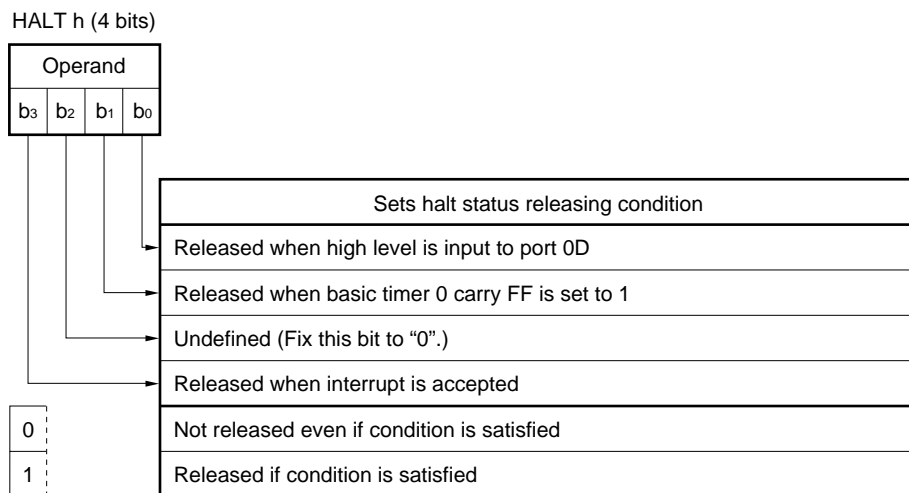 HALT h (4 bits)
Operand
b3 b2 b1 b0
Sets halt status releasing condition
Released when high level is input to port 0D
Released when basic timer 0 carry FF is set to 1
Undefined (Fix this bit to “0”.)
Released when interrupt is accepted
0 Not released even if condition is satisfied
1 Released if condition is satisfied